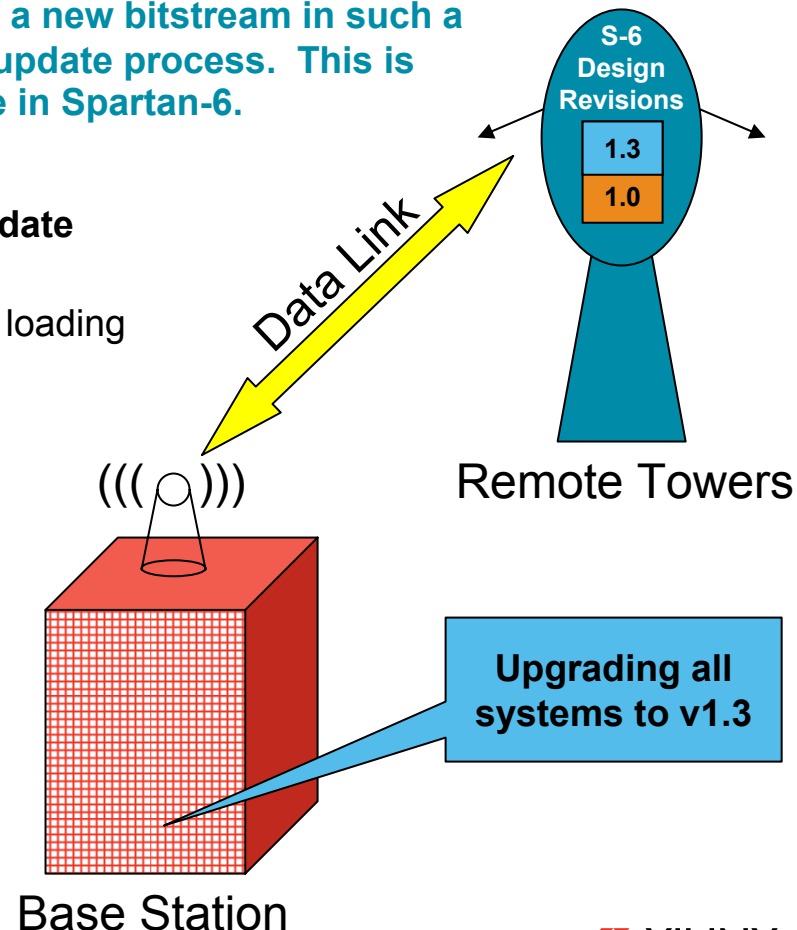 a new bitstream in such a
update process. This is
in Spartan-6.
loading
S-6
Design
Revisions
1.3
1.0
Data Link
((( )))
Remote Towers
Upgrading all
systems to v1.3
Base Station